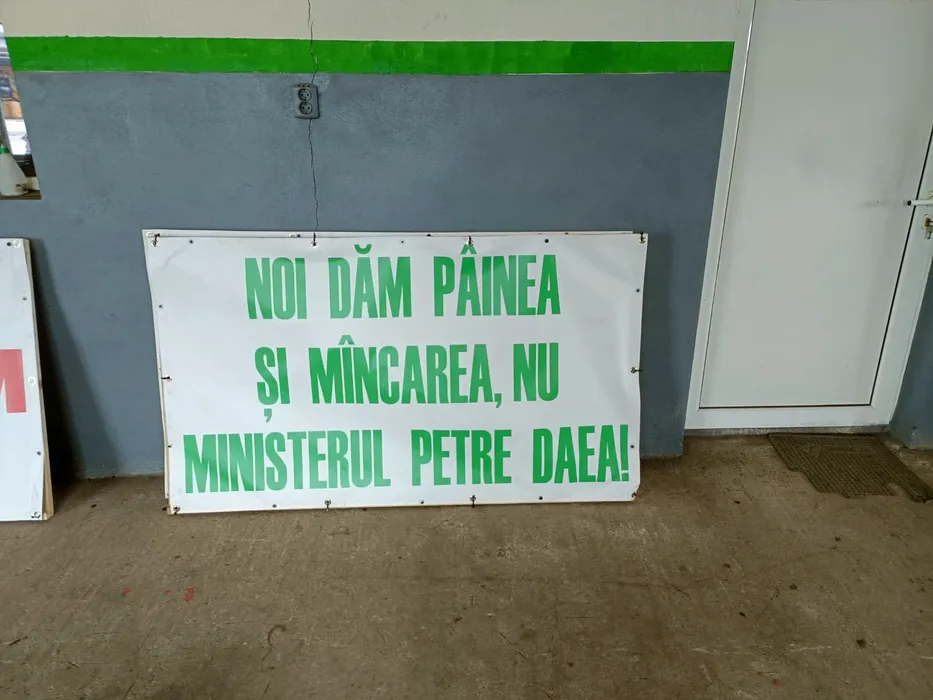 NOI DĂM PÂINEA
ȘI MÎNCAREA, NU
MINISTERUL PETRE DAEA!
M